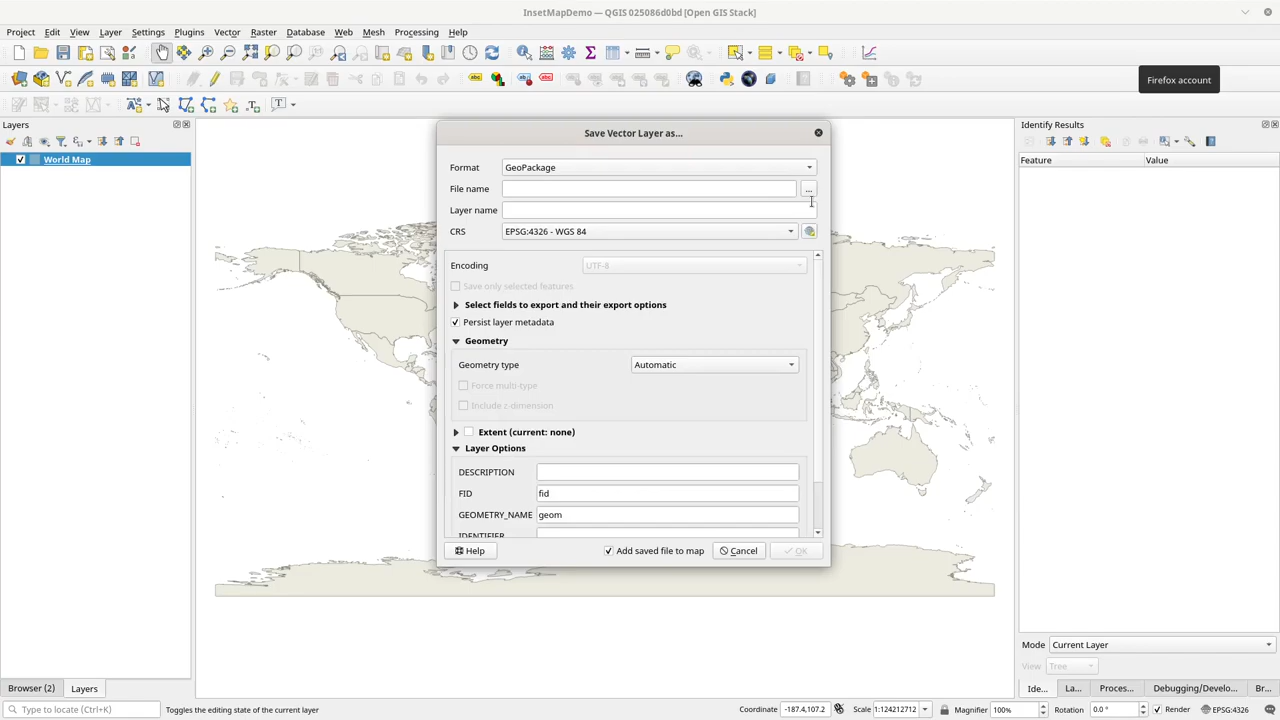 InsetMapDemo — QGIS 025086d0bd [Open GIS Stack]
Project Edit View Layer Settings Plugins Vector Raster Database Web Mesh Processing Help
Firefox account
Layers
World Map
Save Vector Layer as...
Format GeoPackage
File name ...
Layer name
CRS EPSG:4326 - WGS 84
Encoding UTF-8
Save only selected features
Select fields to export and their export options
Persist layer metadata
Geometry
Geometry type Automatic
Force multi-type
Include z-dimension
Extent (current: none)
Layer Options
DESCRIPTION
FID fid
GEOMETRY_NAME geom
IDENTIFIER
Help Add saved file to map Cancel OK
Identify Results
Feature Value
Mode Current Layer
View Tree
Browser (2) Layers
Ide... La... Proces... Debugging/Develo... Br...
Type to locate (Ctrl+K) Toggles the editing state of the current layer Coordinate -187.4,107.2 Scale 1:124212712 Magnifier 100% Rotation 0.0 ° Render EPSG:4326